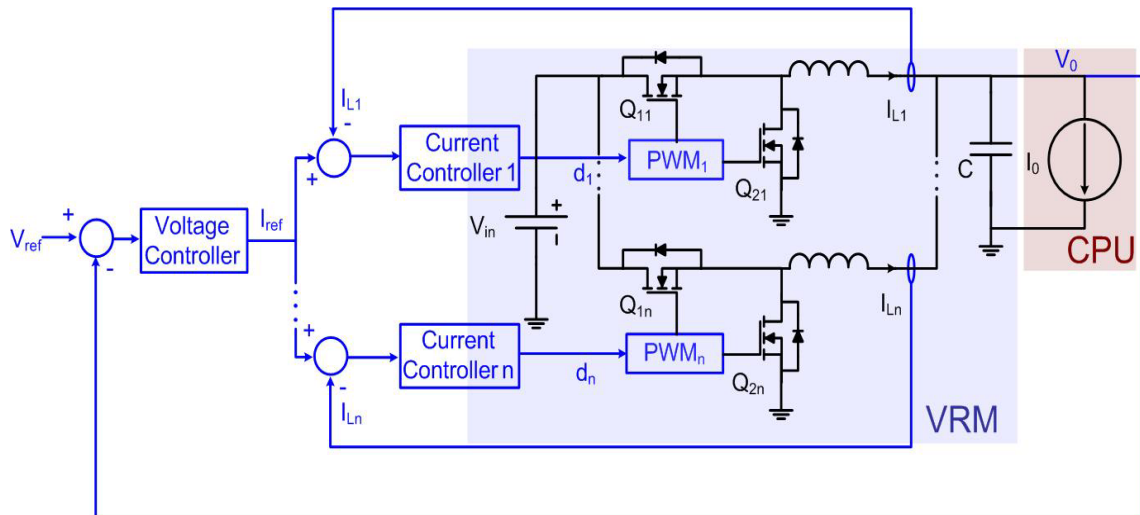 V0
IL1
Q11
IL1
Current
Controller 1
PWM1
d1
Q21
C
I0
Vref
Voltage
Controller
Iref
Vin
CPU
Q1n
ILn
Current
Controller n
PWMn
dn
Q2n
ILn
VRM